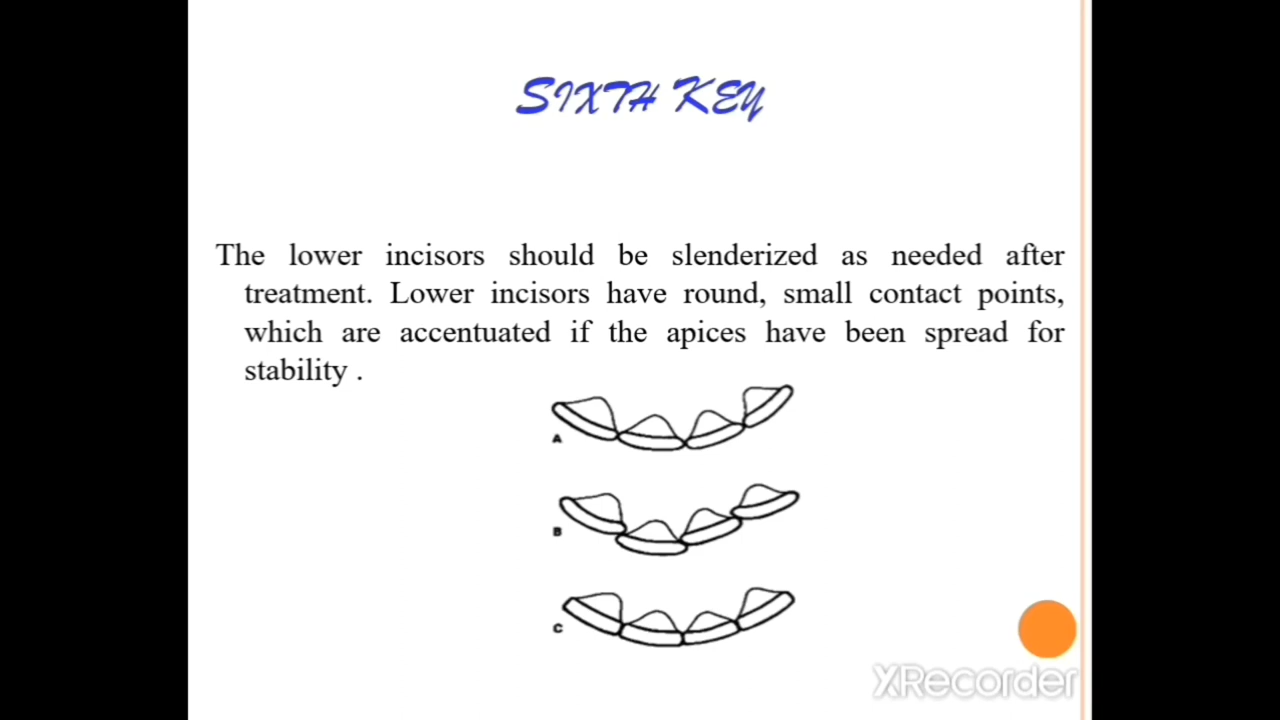 SIXTH KEY
The lower incisors should be slenderized as needed after
treatment. Lower incisors have round, small contact points,
which are accentuated if the apices have been spread for
stability .
A
B
C
XRecorder